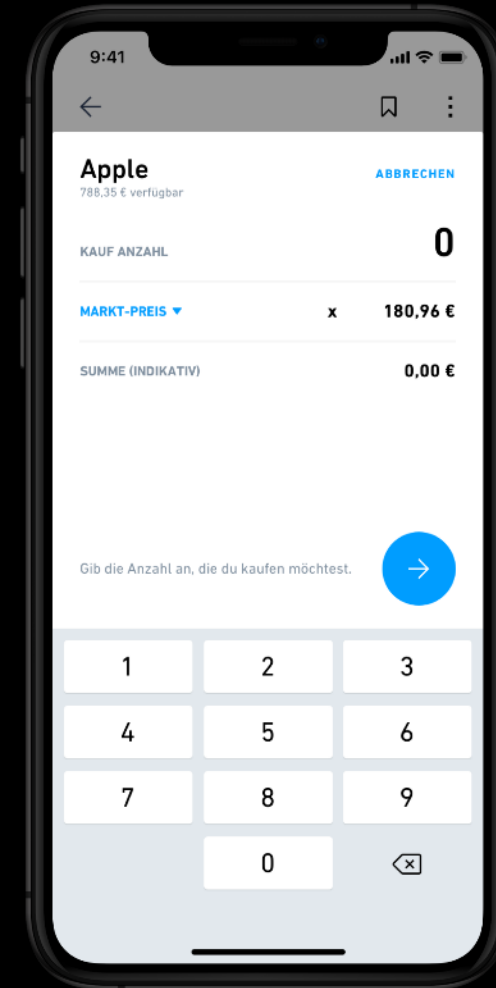 9:41
Apple
ABBRECHEN
788,35 € verfügbar
KAUF ANZAHL 0
MARKT-PREIS ▼ x 180,96 €
SUMME (INDIKATIV) 0,00 €
Gib die Anzahl an, die du kaufen möchtest.
1 2 3
4 5 6
7 8 9
0